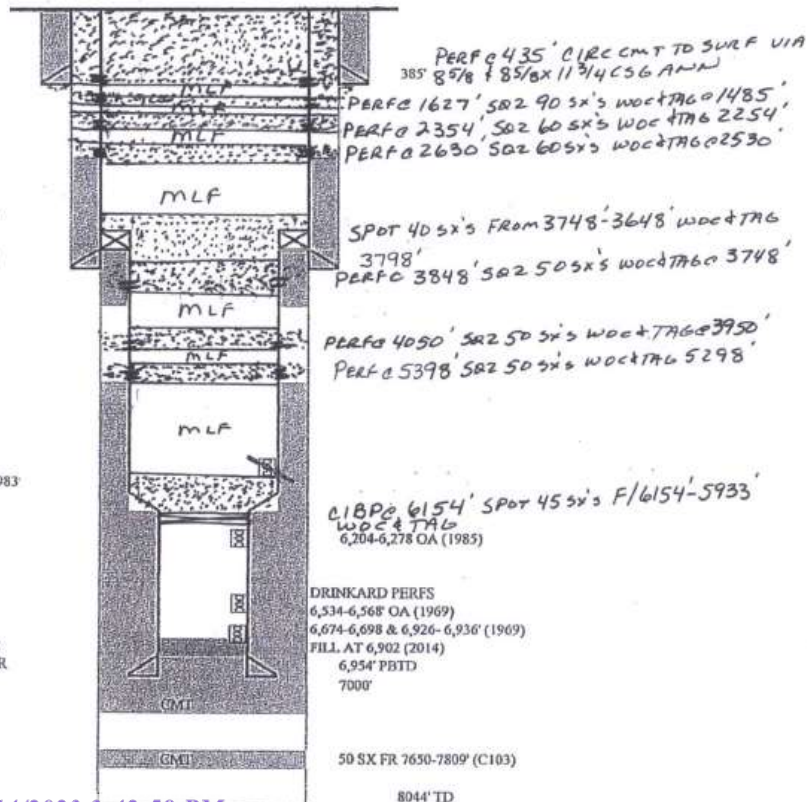 PERF @ 435' CIRC CMT TO SURF VIA
385' 8 5/8 & 8 5/8 x 11 3/4 CSG ANN
MLF
PERF @ 1627' SQZ 90 SX'S WOC & TAG @ 1485'
MLF
PERF @ 2354' SQZ 60 SX'S WOC & TAG 2254'
MLF
PERF @ 2630' SQZ 60 SX'S WOC & TAG @ 2530'
MLF
SPOT 40 SX'S FROM 3748'-3648' WOC & TAG
3798'
PERF @ 3848' SQZ 50 SX'S WOC & TAG @ 3748'
MLF
PERF @ 4050' SQZ 50 SX'S WOC & TAG @ 3950'
MLF
PERF @ 5398' SQZ 50 SX'S WOC & TAG 5298'
MLF
983'
CIBP @ 6154' SPOT 45 SX'S F/6154'-5933'
WOC & TAG
6,204-6,278 OA (1985)
DRINKARD PERFS
6,534-6,568' OA (1969)
6,674-6,698 & 6,926- 6,936' (1969)
R
FILL AT 6,902 (2014)
6,954' PBTD
7000'
CMT
CMT
50 SX FR 7650-7809' (C103)
8044' TD